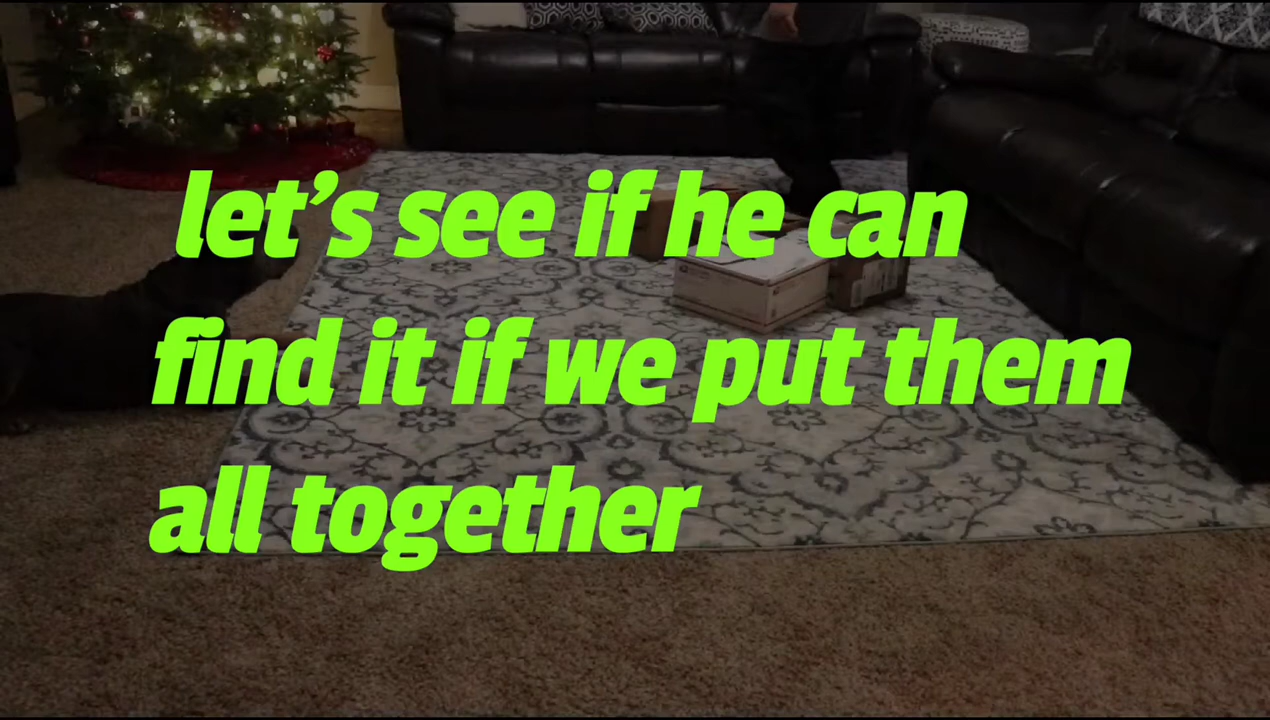 let's see if he can
find it if we put them
all together